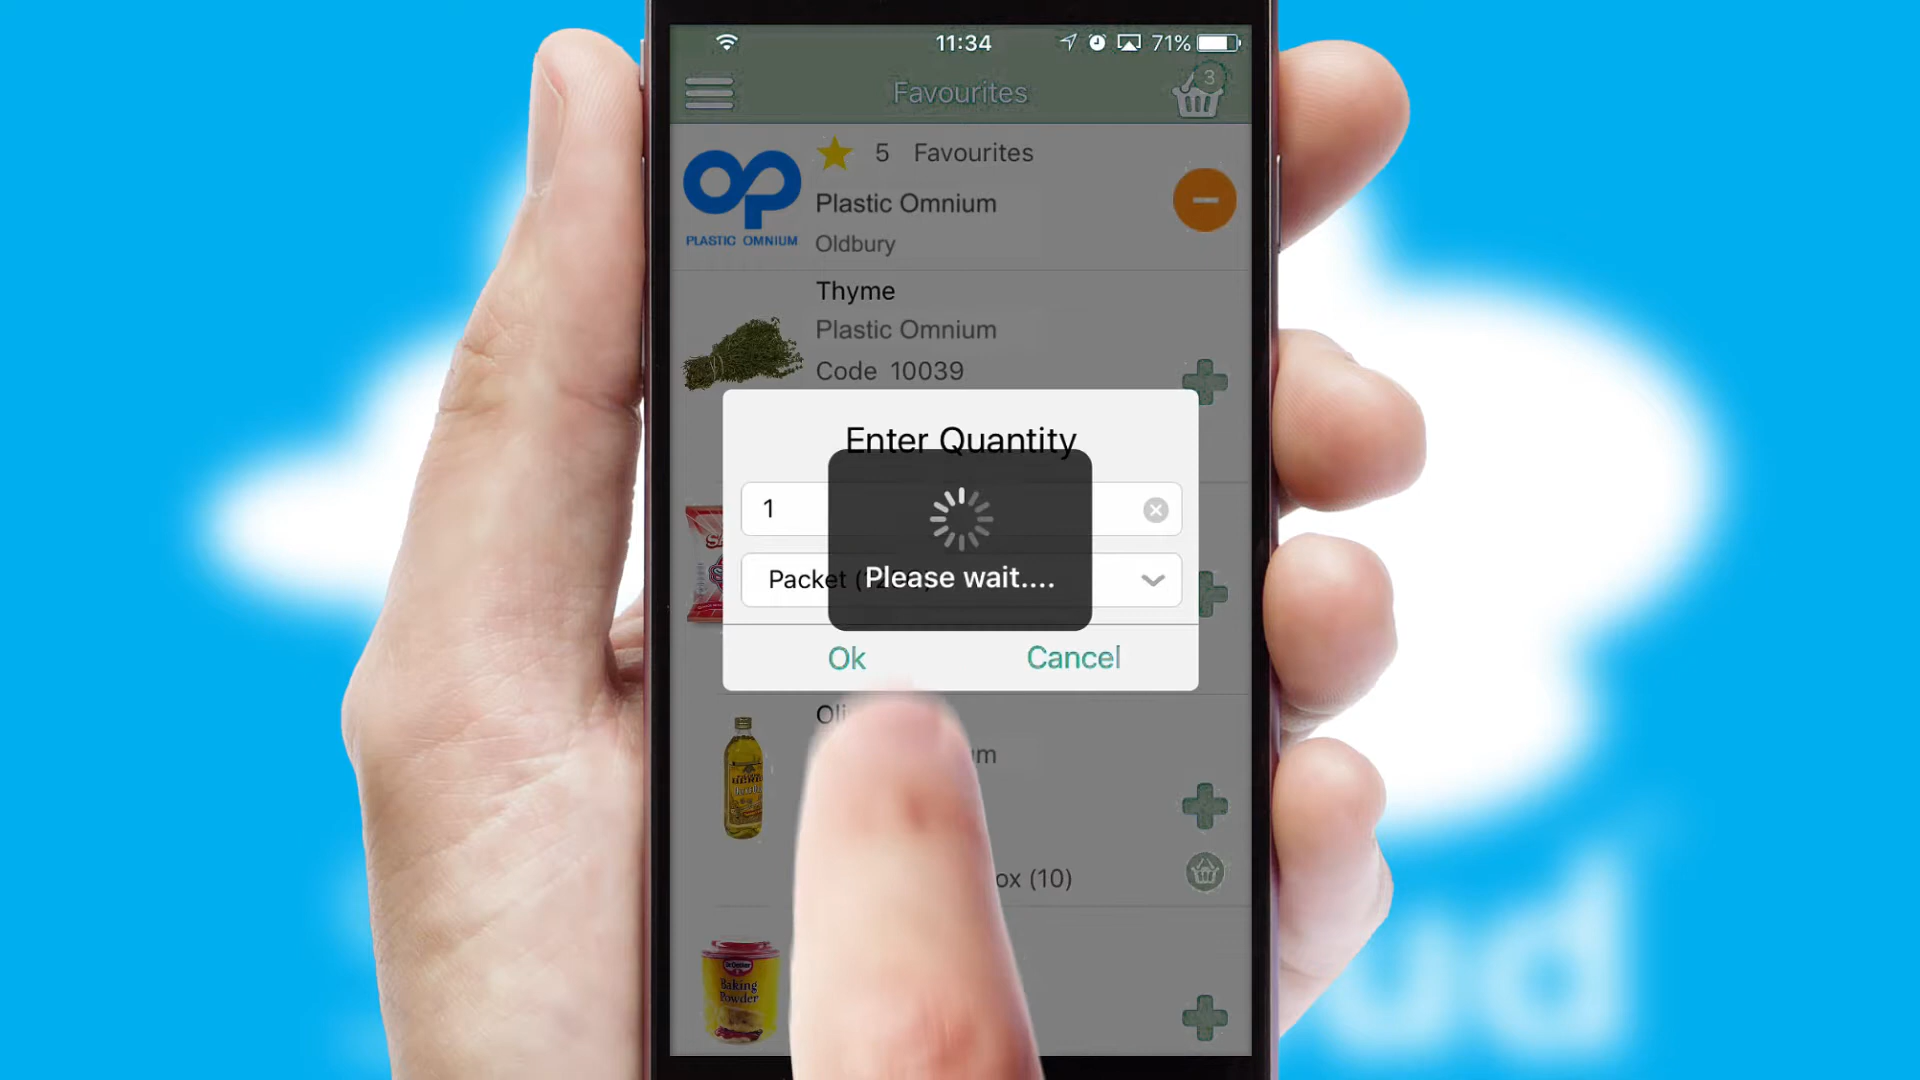 11:34
71%
Favourites
3
5 Favourites
Plastic Omnium
PLASTIC OMNIUM
Oldbury
Thyme
Plastic Omnium
Code 10039
Enter Quantity
1
Packet
Please wait....
Ok
Cancel
ox (10)
Baking
Powder
ud